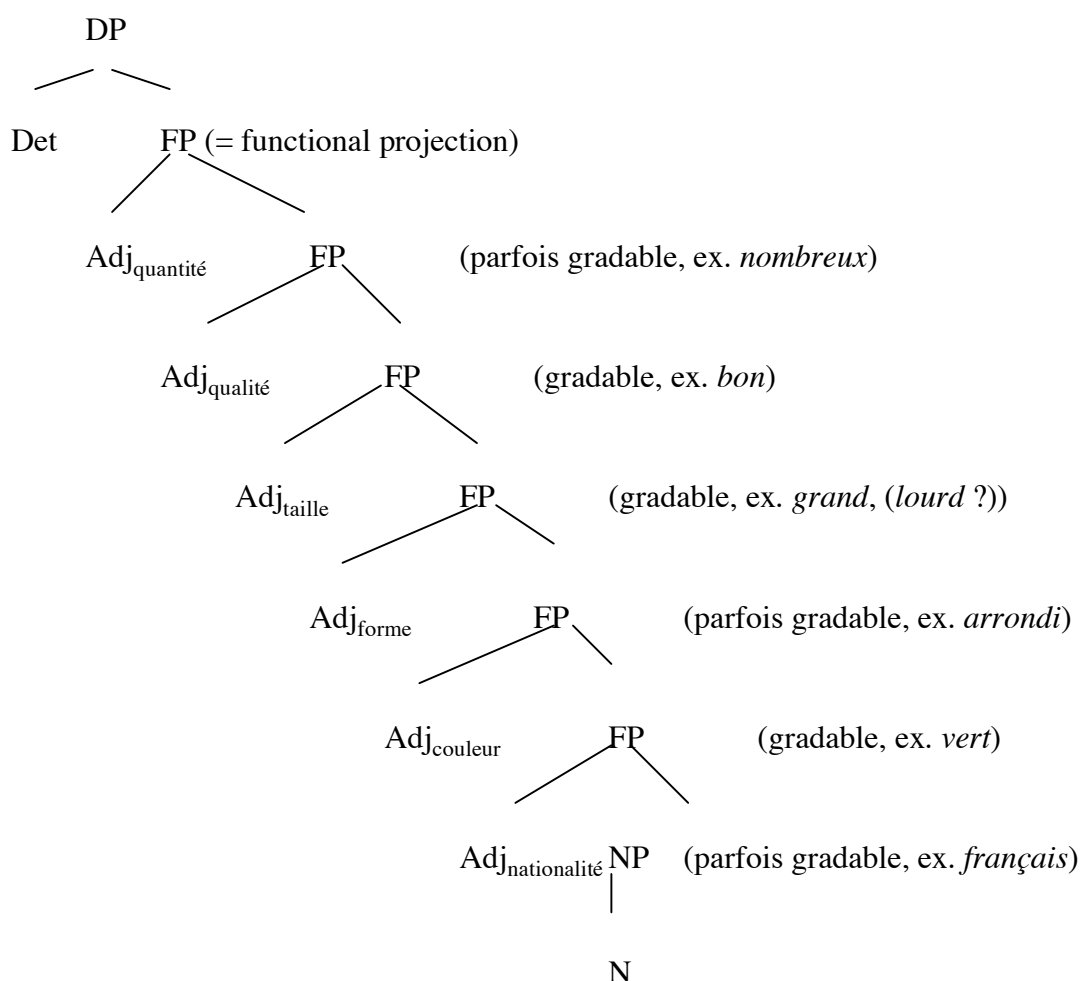 DP
Det FP (= functional projection)
Adjquantité FP (parfois gradable, ex. nombreux)
Adjqualité FP (gradable, ex. bon)
Adjtaille FP (gradable, ex. grand, (lourd ?))
Adjforme FP (parfois gradable, ex. arrondi)
Adjcouleur FP (gradable, ex. vert)
Adjnationalité NP (parfois gradable, ex. français)
N